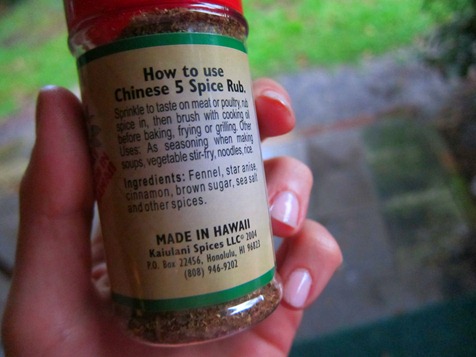 How to use
Chinese 5 Spice Rub.
Sprinkle to taste on meat or poultry, rub
spice in, then brush with cooking oil
before baking, frying or grilling. Other
Uses: As seasoning when making
soups, vegetable stir-fry, noodles, rice.
Ingredients: Fennel, star anise,
cinnamon, brown sugar, sea salt
and other spices.
MADE IN HAWAII
Kaiulani Spices LLC© 2004
P.O. Box 22456, Honolulu, HI 96823
(808) 946-9202